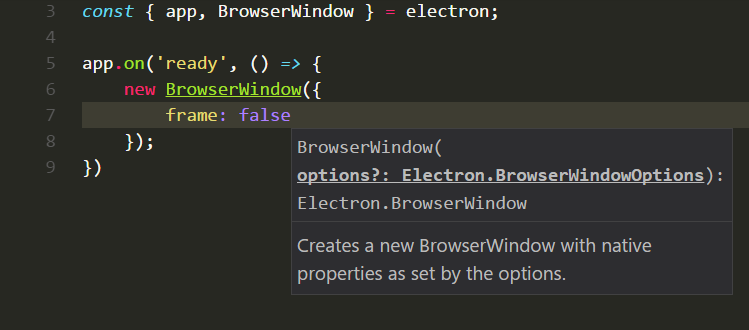 3 const { app, BrowserWindow } = electron;
4
5 app.on('ready', () => {
6     new BrowserWindow({
7         frame: false
8     });
9 })
BrowserWindow(
options?: Electron.BrowserWindowOptions):
Electron.BrowserWindow
Creates a new BrowserWindow with native
properties as set by the options.